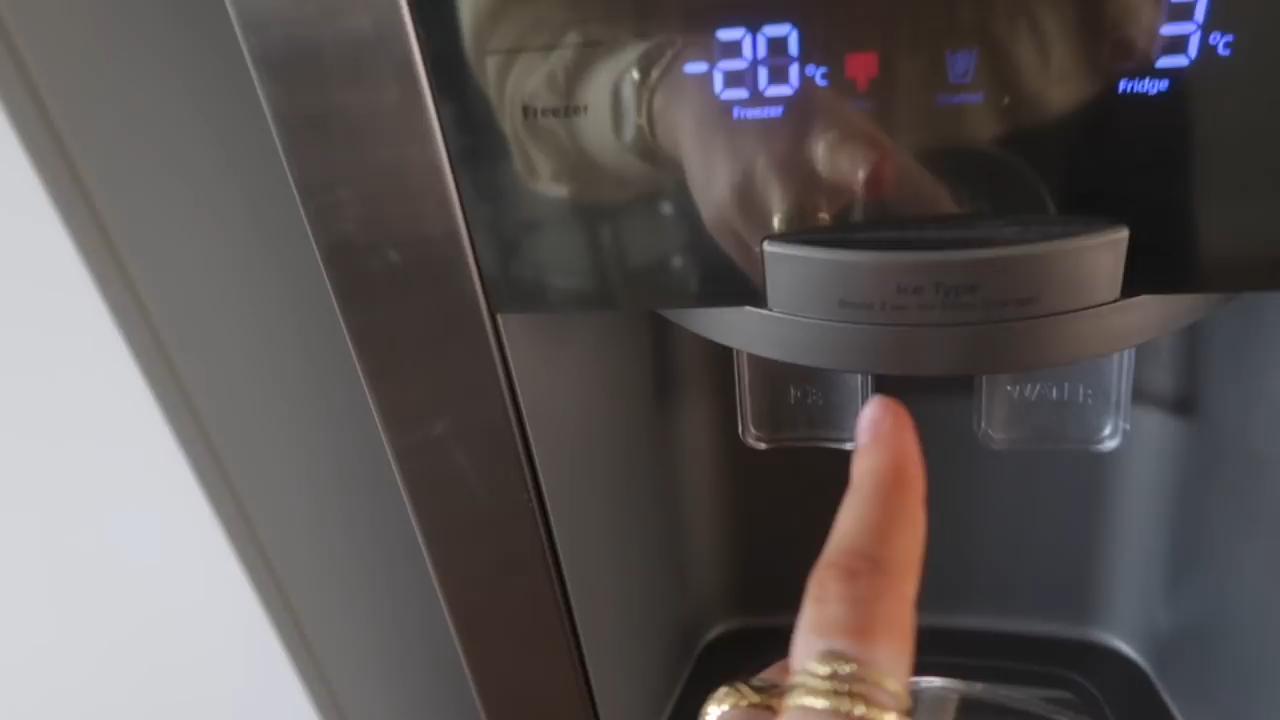 -20 °C
Freezer
3 °C
Fridge
Freezer
Ice Type
ICE
WATER